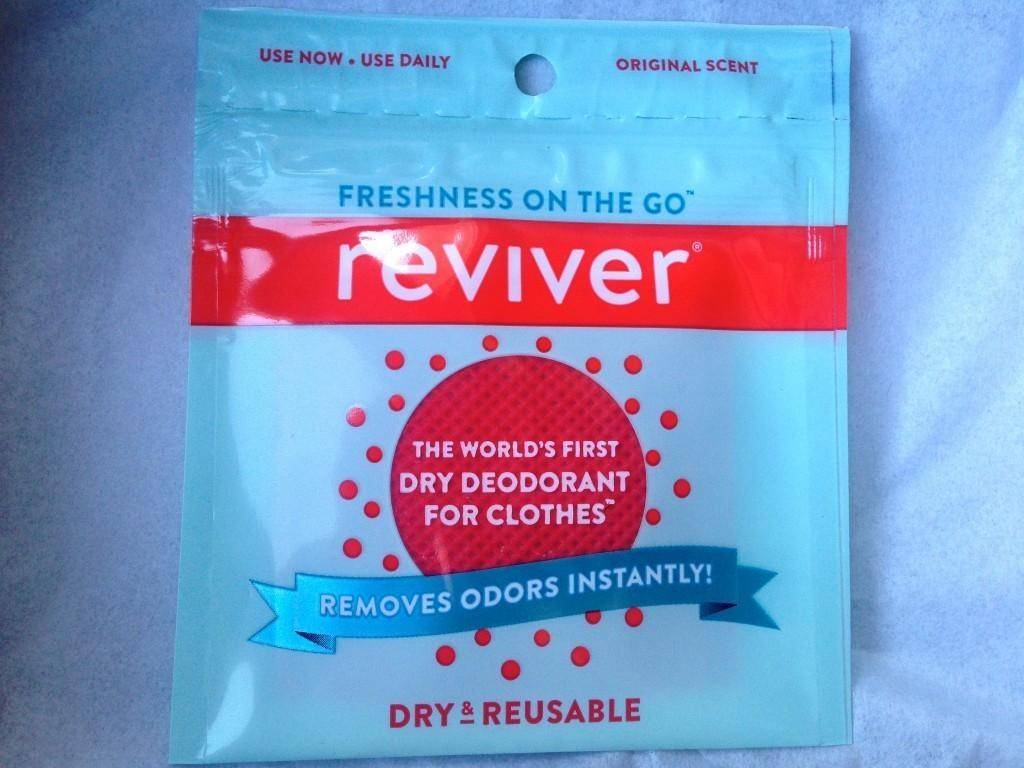 USE NOW • USE DAILY
ORIGINAL SCENT
FRESHNESS ON THE GO™
reviver®
THE WORLD'S FIRST
DRY DEODORANT
FOR CLOTHES™
REMOVES ODORS INSTANTLY!
DRY & REUSABLE